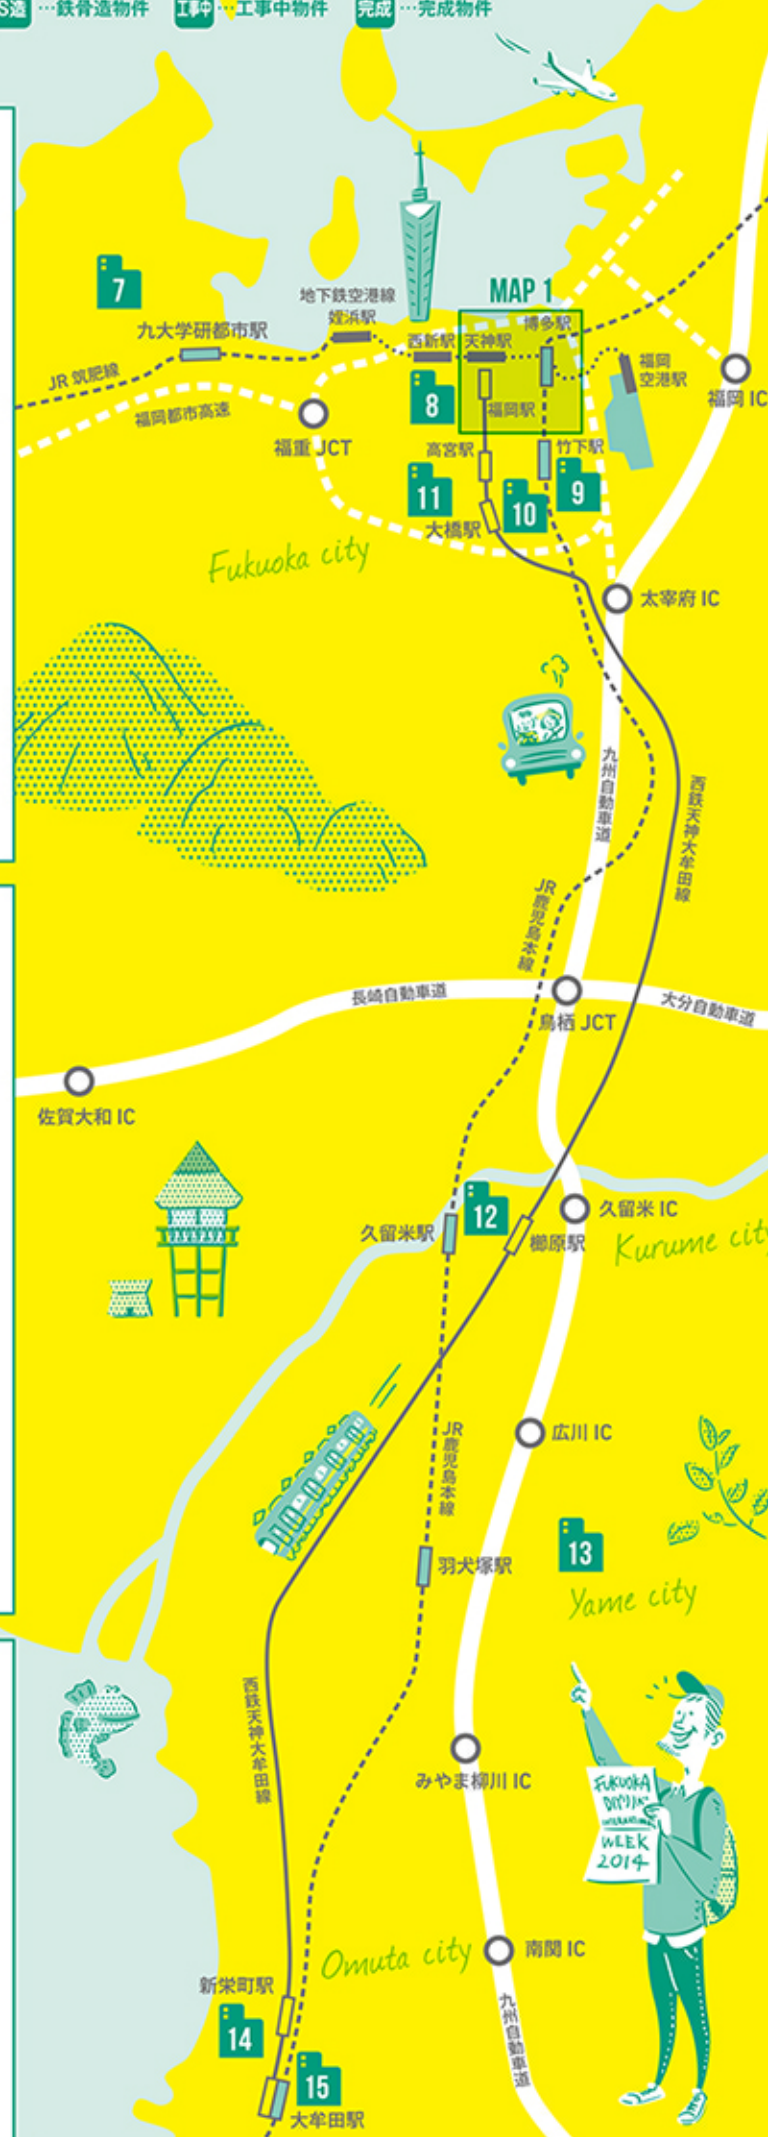 S造 …鉄骨造物件 工事中 …工事中物件 完成 …完成物件
7
地下鉄空港線
姪浜駅
MAP 1
博多駅
九大学研都市駅
西新駅 天神駅
福岡
空港駅
JR 筑肥線
福岡都市高速
8
福岡駅
福岡 IC
福重 JCT
高宮駅
竹下駅
11
10
9
大橋駅
Fukuoka city
太宰府 IC
九州自動車道
西鉄天神大牟田線
JR鹿児島本線
長崎自動車道
大分自動車道
鳥栖 JCT
佐賀大和 IC
12
久留米駅
久留米 IC
櫛原駅
Kurume city
JR鹿児島本線
広川 IC
13
羽犬塚駅
Yame city
西鉄天神大牟田線
みやま柳川 IC
FUKUOKA
WEEK
2014
Omuta city
南関 IC
新栄町駅
九州自動車道
14
15
大牟田駅